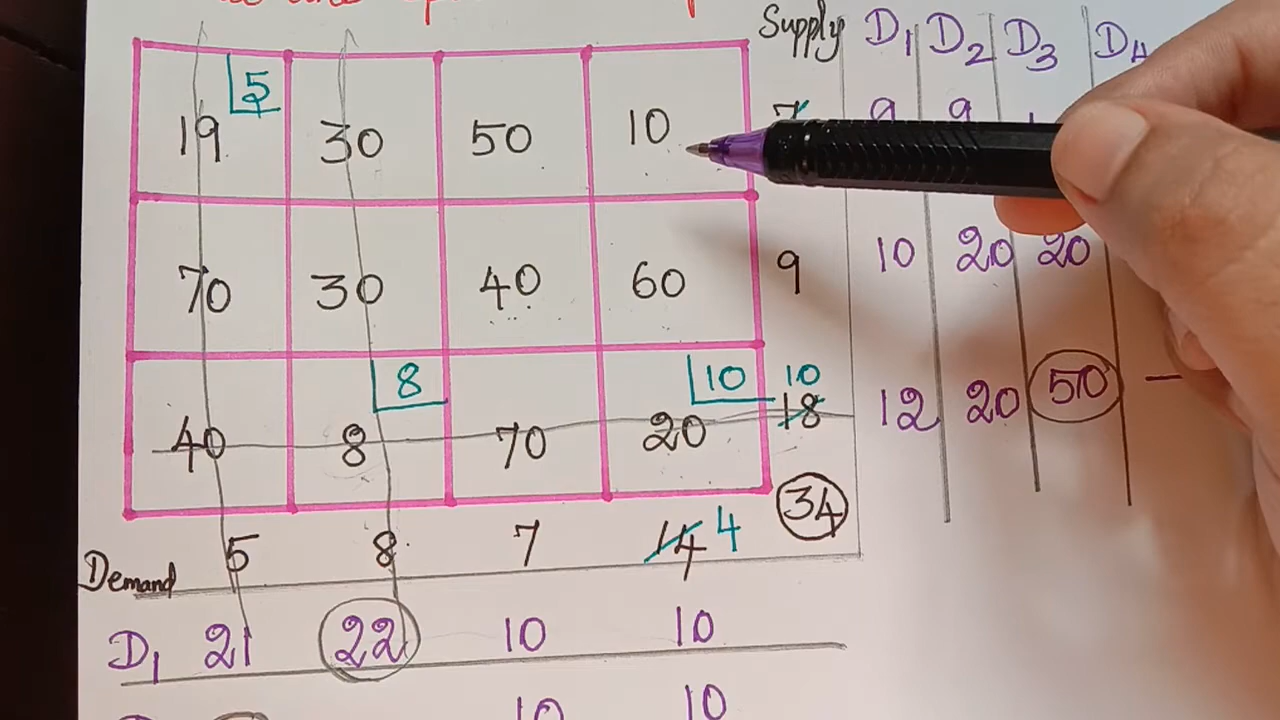 Supply D1 D2 D3 D4
5
19 30 50 10 7 9 9
70 30 40 60 9 10 20 20
8 10 10
40 8 70 20 18 12 20 50 —
34
Demand 5 8 7 14 4
D1 21 22 10 10
10 10